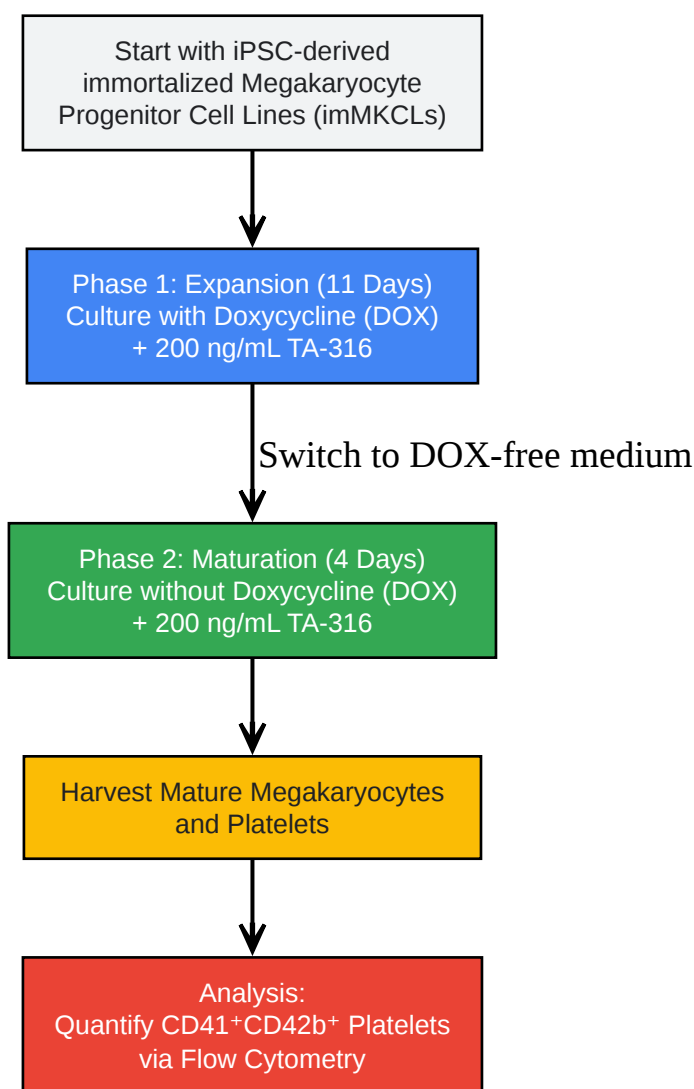 Start with iPSC-derived
immortalized Megakaryocyte
Progenitor Cell Lines (imMKCLs)
Phase 1: Expansion (11 Days)
Culture with Doxycycline (DOX)
+ 200 ng/mL TA-316
Switch to DOX-free medium
Phase 2: Maturation (4 Days)
Culture without Doxycycline (DOX)
+ 200 ng/mL TA-316
Harvest Mature Megakaryocytes
and Platelets
Analysis:
Quantify CD41⁺CD42b⁺ Platelets
via Flow Cytometry